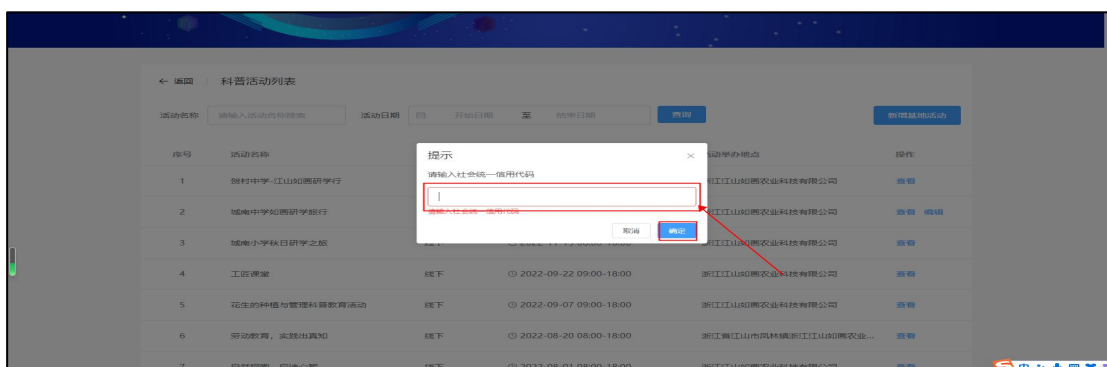 ← 返回 科普活动列表
活动名称 请输入活动名称搜索 活动日期 开始日期 至 结束日期 查询 新增基地活动
序号 活动名称 活动举办地点 操作
提示 ×
请输入社会统一信用代码
请输入社会统一信用代码
取消 确定
1 创村中学-江山如画研学行 浙江江山如画农业科技有限公司 查看
2 城南中学如画研学旅行 浙江江山如画农业科技有限公司 查看 编辑
3 城南小学秋日研学之旅 浙江江山如画农业科技有限公司 查看
4 工匠课堂 线下 2022-09-22 09:00-18:00 浙江江山如画农业科技有限公司 查看
5 花生的种植与管理科普教育活动 线下 2022-09-07 09:00-18:00 浙江江山如画农业科技有限公司 查看
6 劳动教育，实践出真知 线下 2022-08-20 08:00-18:00 浙江省江山市凤林镇浙江江山如画农业... 查看
7